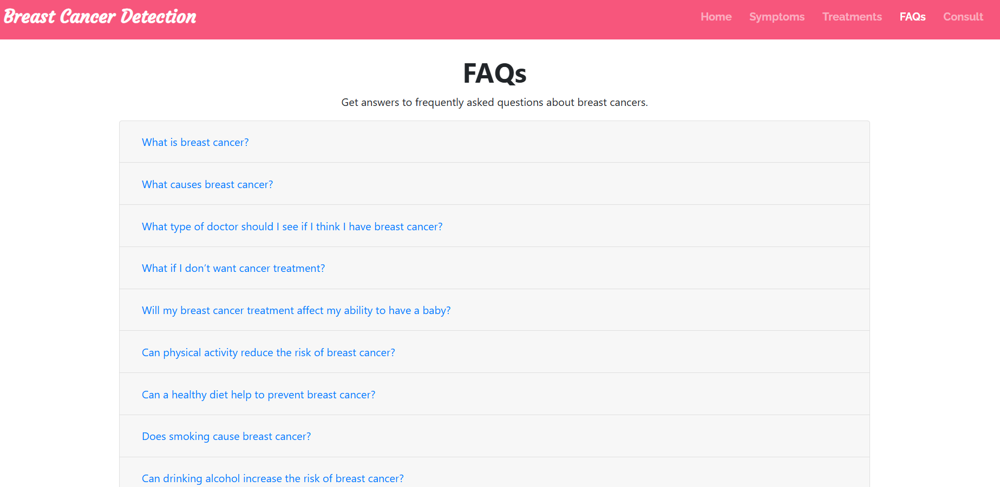 Breast Cancer Detection
Home Symptoms Treatments FAQs Consult
FAQs
Get answers to frequently asked questions about breast cancers.
What is breast cancer?
What causes breast cancer?
What type of doctor should I see if I think I have breast cancer?
What if I don’t want cancer treatment?
Will my breast cancer treatment affect my ability to have a baby?
Can physical activity reduce the risk of breast cancer?
Can a healthy diet help to prevent breast cancer?
Does smoking cause breast cancer?
Can drinking alcohol increase the risk of breast cancer?